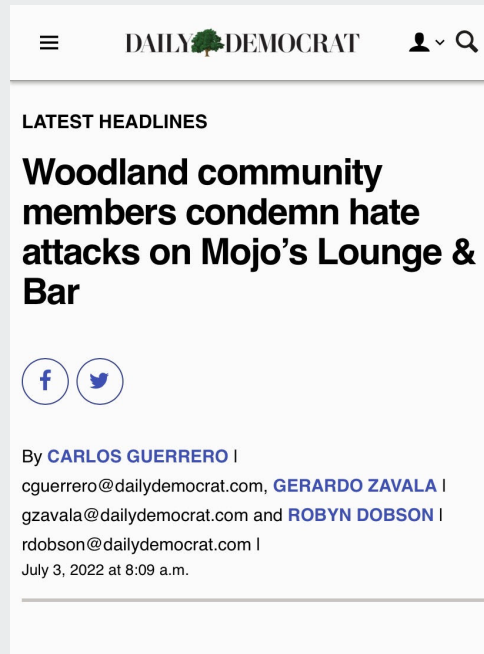 DAILY DEMOCRAT
LATEST HEADLINES
Woodland community
members condemn hate
attacks on Mojo’s Lounge &
Bar
By CARLOS GUERRERO |
cguerrero@dailydemocrat.com, GERARDO ZAVALA |
gzavala@dailydemocrat.com and ROBYN DOBSON |
rdobson@dailydemocrat.com |
July 3, 2022 at 8:09 a.m.